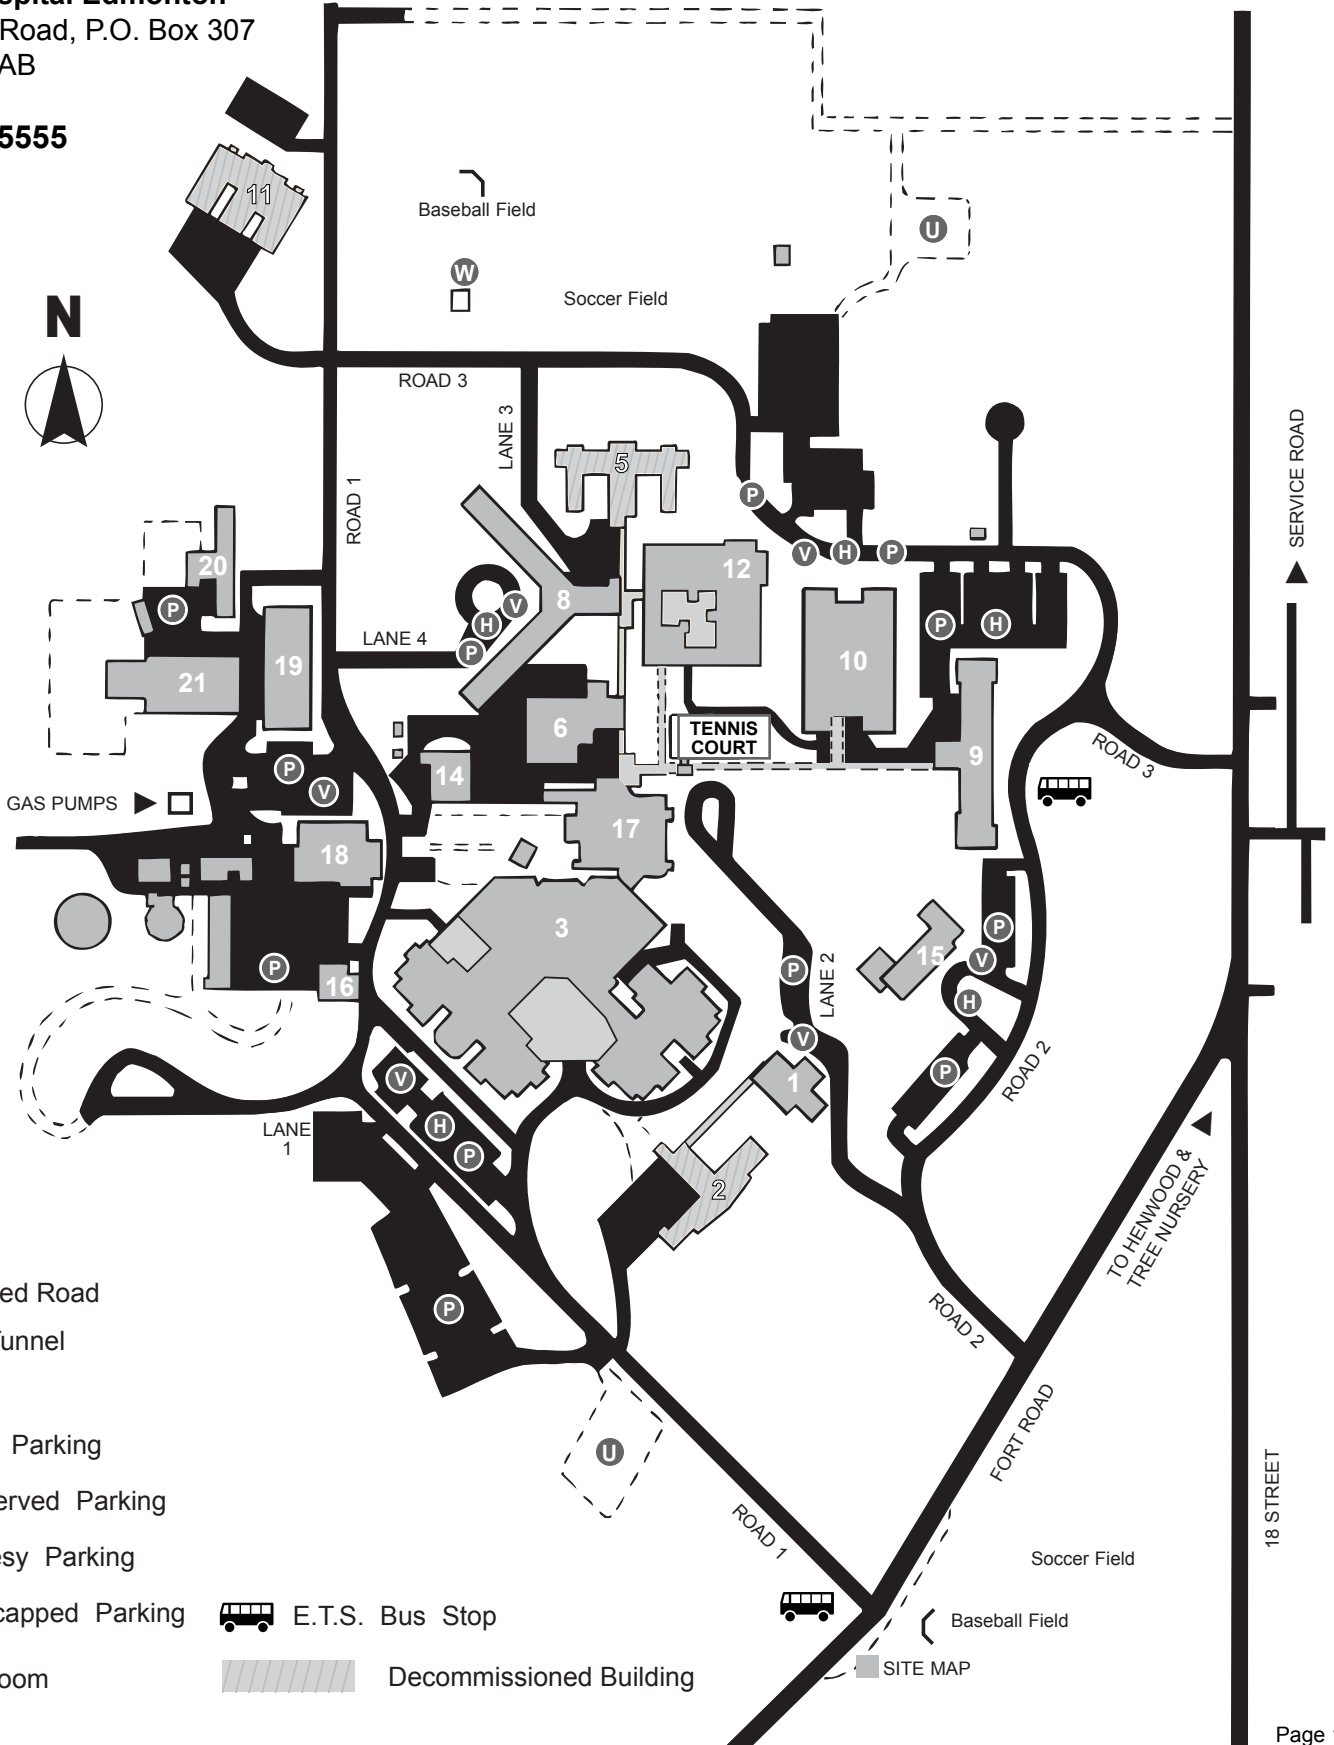 spital Edmonton
Road, P.O. Box 307
AB
5555
11
Baseball Field
U
W
N
Soccer Field
ROAD 3
LANE 3
SERVICE ROAD
5
ROAD 1
P
V
H
P
20
12
P
8
V
H
P
P
H
LANE 4
10
19
21
6
TENNIS
COURT
9
ROAD 3
P
14
V
GAS PUMPS
17
18
3
P
15
V
P
P
LANE 2
16
H
V
V
1
P
ROAD 2
H
LANE
1
P
TO HENWOOD &
TREE NURSERY
2
ed Road
P
ROAD 2
unnel
FORT ROAD
Parking
U
18 STREET
erved Parking
ROAD 1
esy Parking
Soccer Field
capped Parking
E.T.S. Bus Stop
Baseball Field
oom
Decommissioned Building
SITE MAP
Page